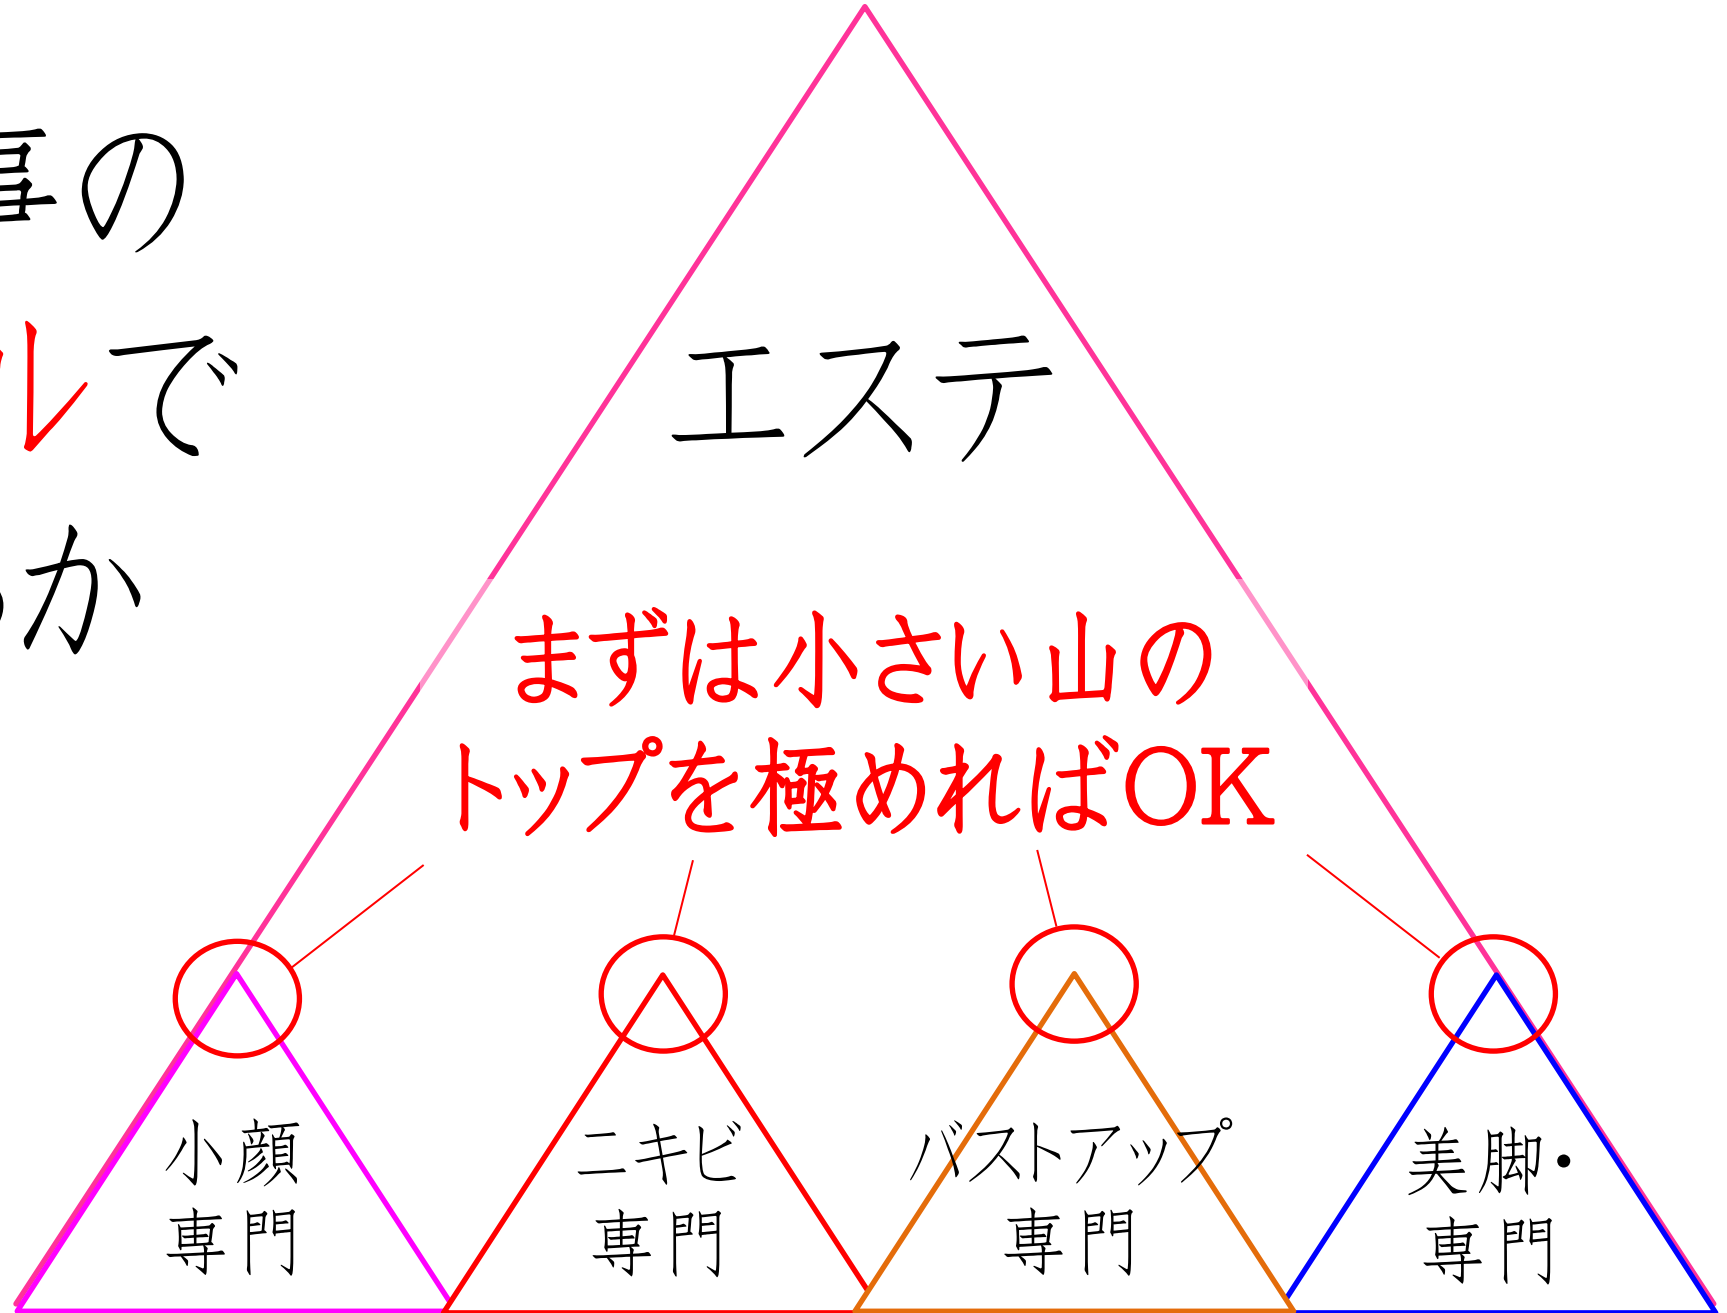 事の
ルで
か
エステ
まずは小さい山の
トップを極めればOK
小顔
専門
ニキビ
専門
バストアップ
専門
美脚・
専門